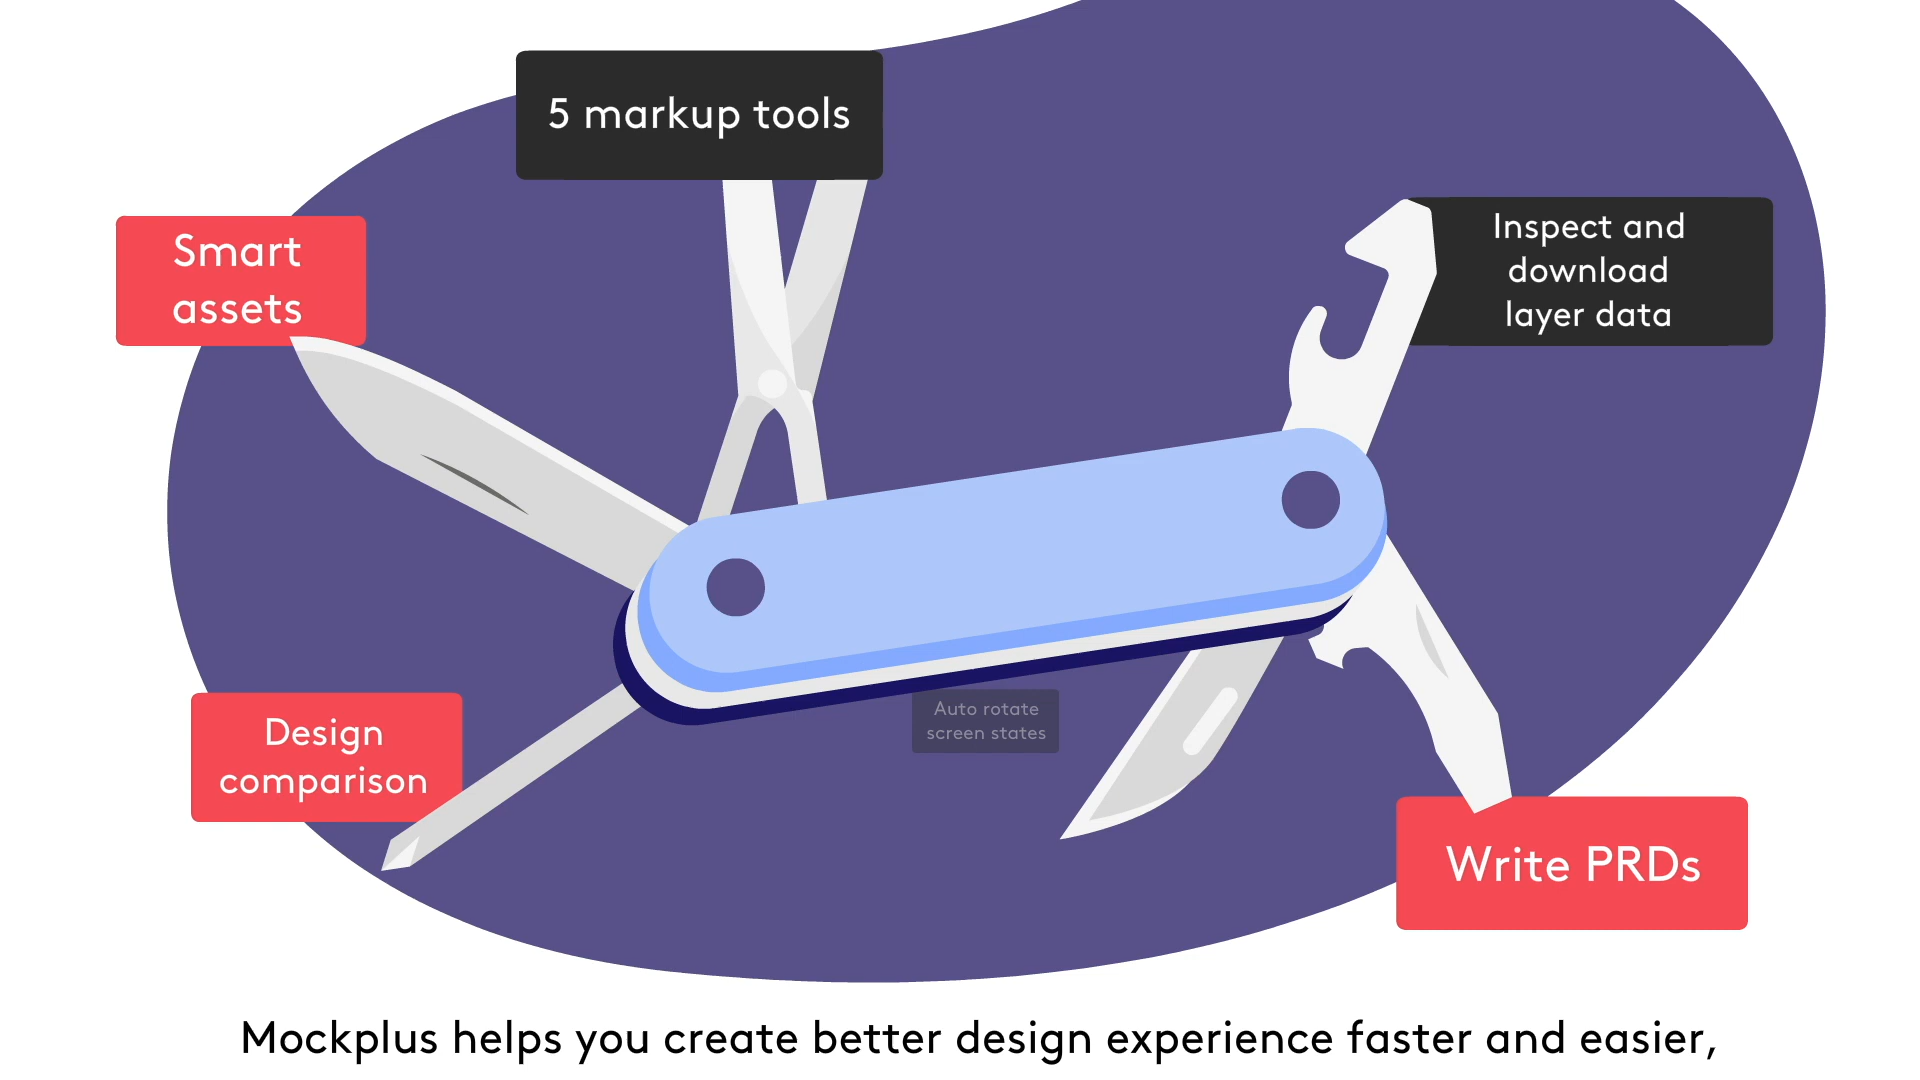 5 markup tools
Smart
assets
Inspect and
download
layer data
Design
comparison
Auto rotate
screen states
Write PRDs
Mockplus helps you create better design experience faster and easier,